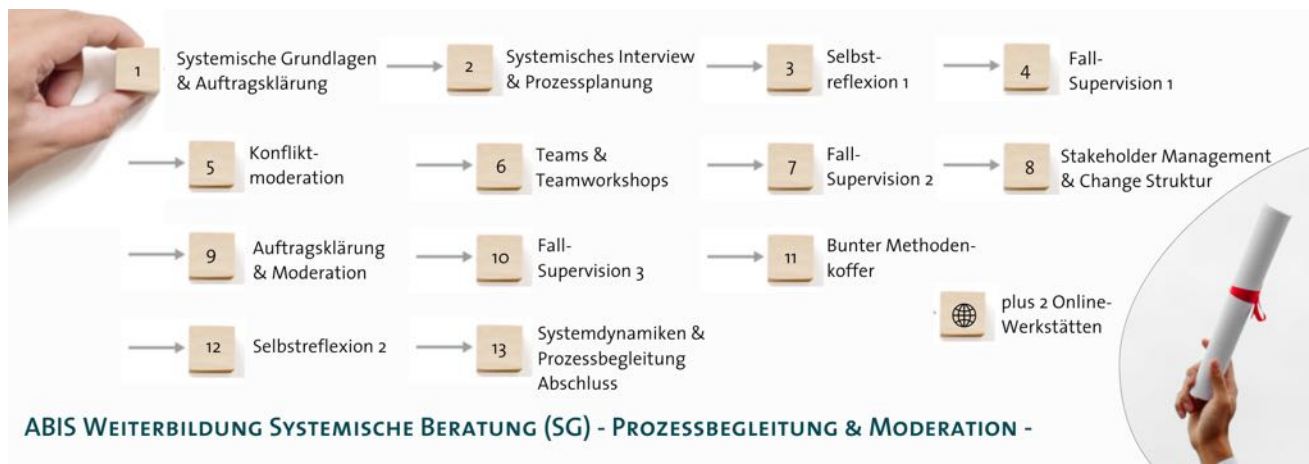 1
Systemische Grundlagen
& Auftragsklärung
2
Systemisches Interview
& Prozessplanung
3
Selbst-
reflexion 1
4
Fall-
Supervision 1
5
Konflikt-
moderation
6
Teams &
Teamworkshops
7
Fall-
Supervision 2
8
Stakeholder Management
& Change Struktur
9
Auftragsklärung
& Moderation
10
Fall-
Supervision 3
11
Bunter Methoden-
koffer
plus 2 Online-
Werkstätten
12
Selbstreflexion 2
13
Systemdynamiken &
Prozessbegleitung
Abschluss
ABIS WEITERBILDUNG SYSTEMISCHE BERATUNG (SG) - PROZESSBEGLEITUNG & MODERATION -